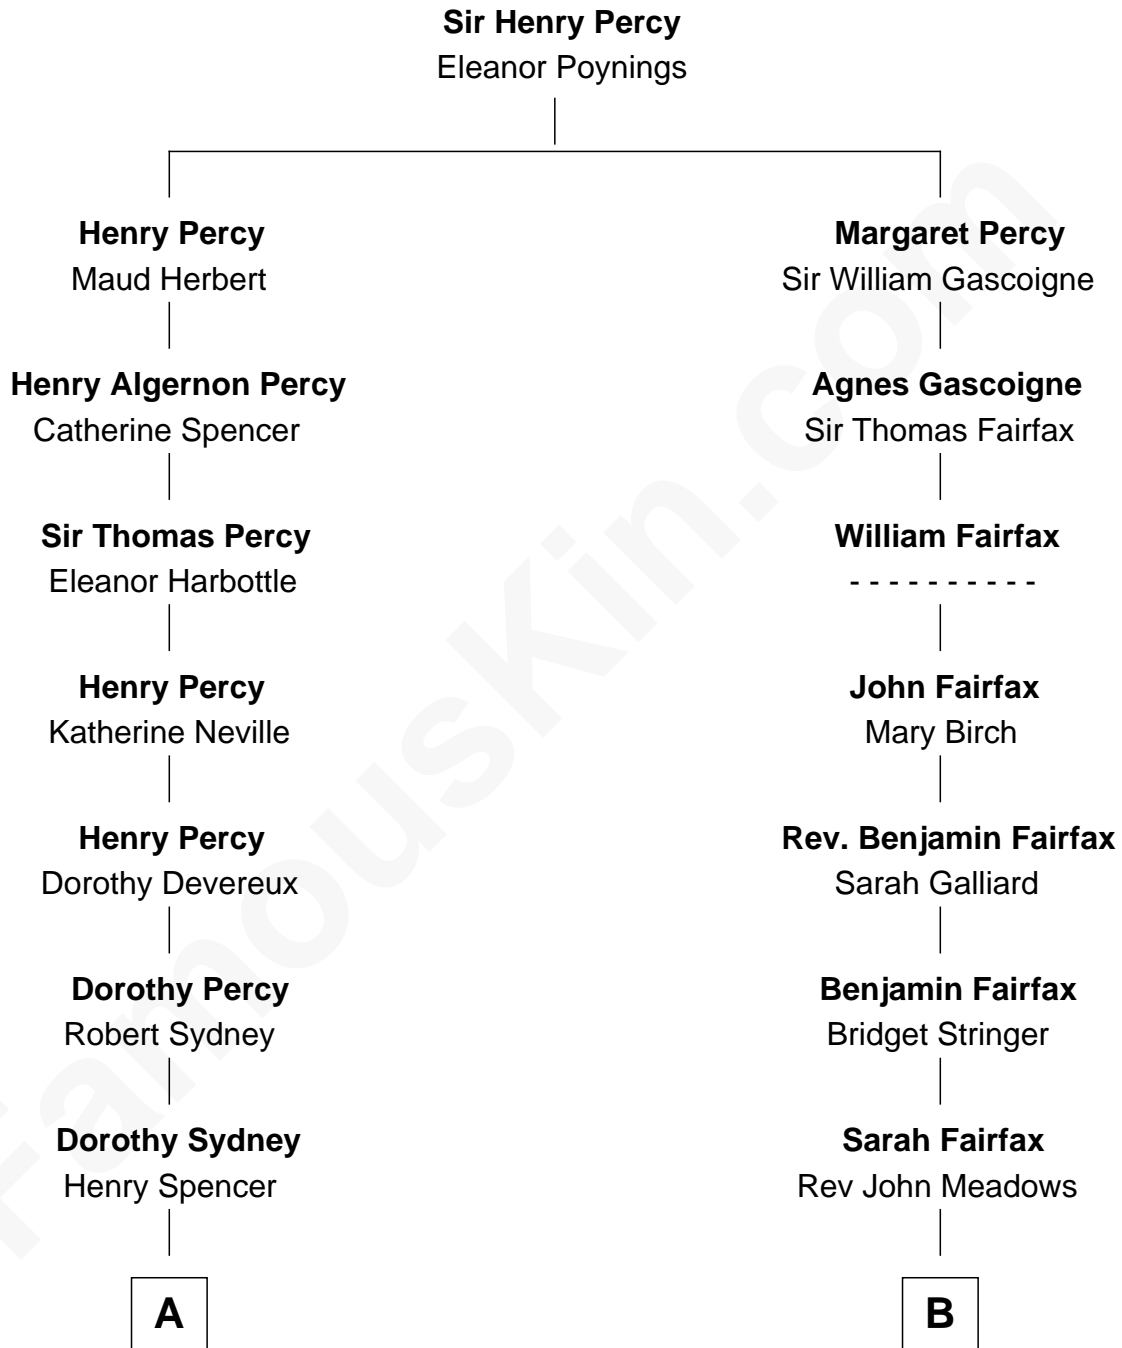 Sir Henry Percy
Eleanor Poynings
Henry Percy
Maud Herbert
Margaret Percy
Sir William Gascoigne
Henry Algernon Percy
Catherine Spencer
Agnes Gascoigne
Sir Thomas Fairfax
Sir Thomas Percy
Eleanor Harbottle
William Fairfax
- - - - - - - - - -
Henry Percy
Katherine Neville
John Fairfax
Mary Birch
Henry Percy
Dorothy Devereux
Rev. Benjamin Fairfax
Sarah Galliard
Dorothy Percy
Robert Sydney
Benjamin Fairfax
Bridget Stringer
Dorothy Sydney
Henry Spencer
Sarah Fairfax
Rev John Meadows
A
B
FamousKin.com